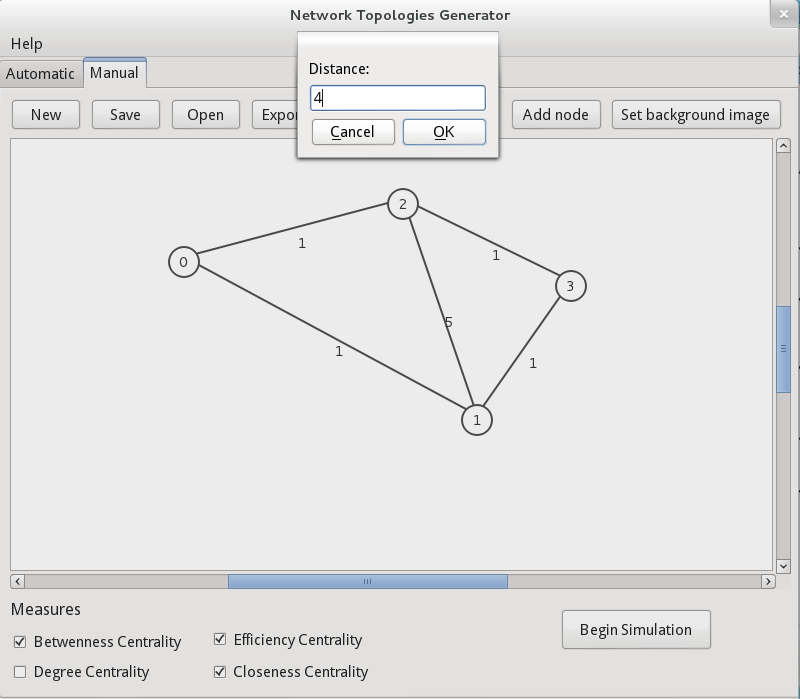 Network Topologies Generator
Help
Automatic Manual
Distance:
4
Cancel OK
New Save Open Expor Add node Set background image
2
1
0
1
3
5
1
1
1
Measures
Betwenness Centrality Efficiency Centrality
Degree Centrality Closeness Centrality
Begin Simulation